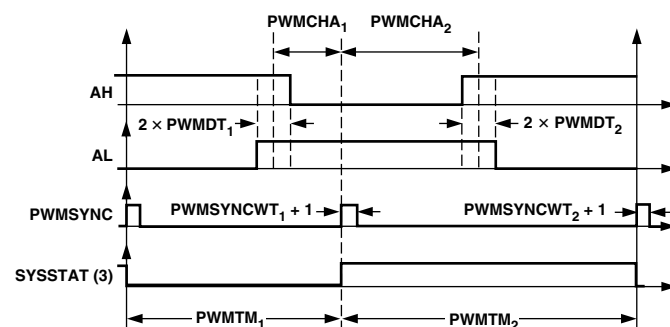 PWMCHA1 PWMCHA2
AH
2 × PWMDT1 2 × PWMDT2
AL
PWMSYNC PWMSYNCWT1 + 1 PWMSYNCWT2 + 1
SYSSTAT (3)
PWMTM1 PWMTM2